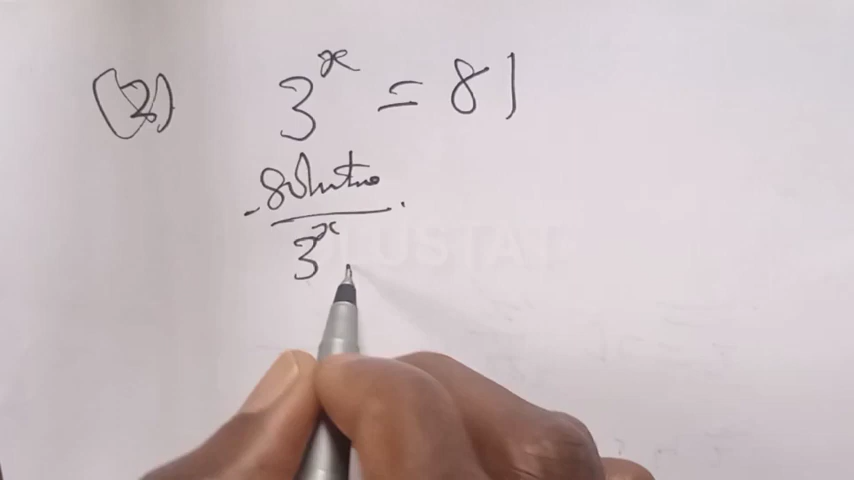 (2) 3^x = 81
Solution
3^x